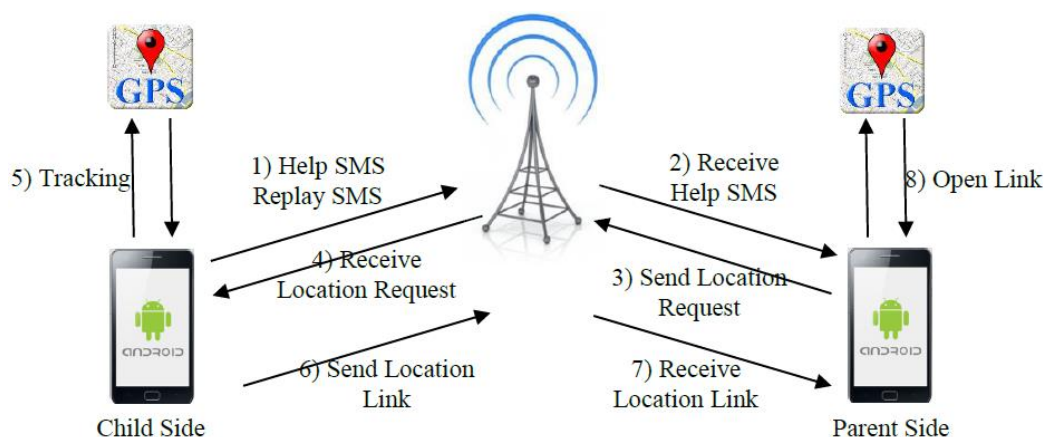 GPS
GPS
5) Tracking
1) Help SMS
Replay SMS
2) Receive
Help SMS
8) Open Link
4) Receive
Location Request
3) Send Location
Request
ANDROID
ANDROID
6) Send Location
Link
7) Receive
Location Link
Child Side
Parent Side